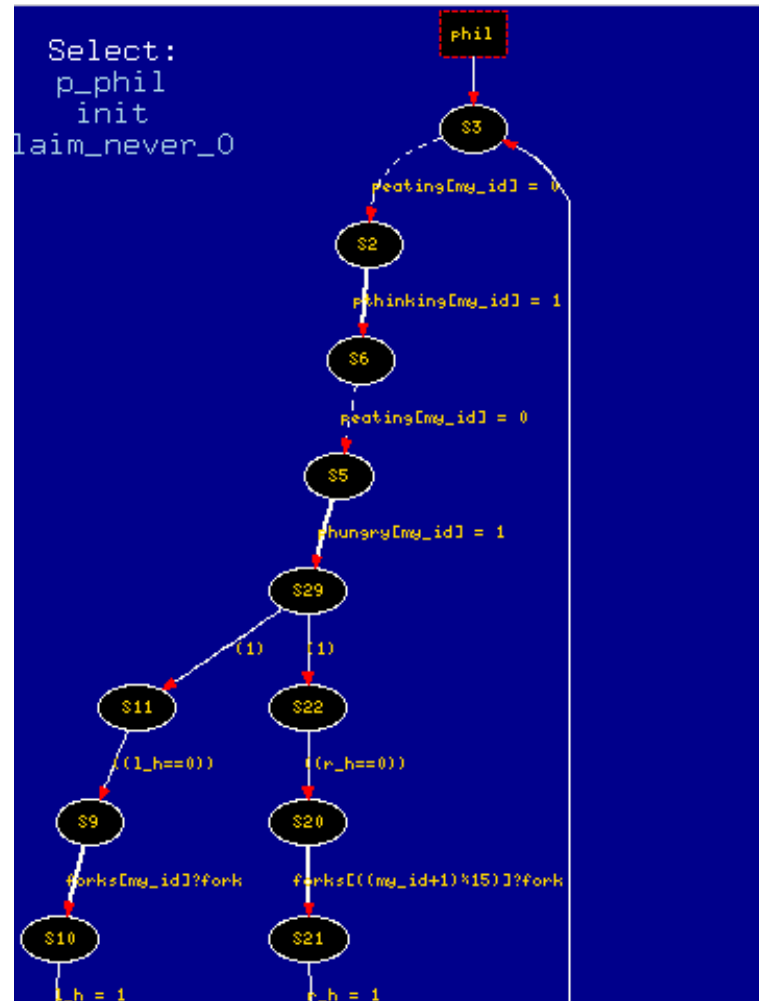 phil
Select:
p_phil
init
laim_never_0
S3
peating[my_id] = 0
S2
pthinking[my_id] = 1
S6
peating[my_id] = 0
S5
phungry[my_id] = 1
S29
(1) (1)
S11 S22
((l_h==0)) ((r_h==0))
S9 S20
forks[my_id]?fork forks[((my_id+1)%15)]?fork
S10 S21
l_h = 1 r_h = 1